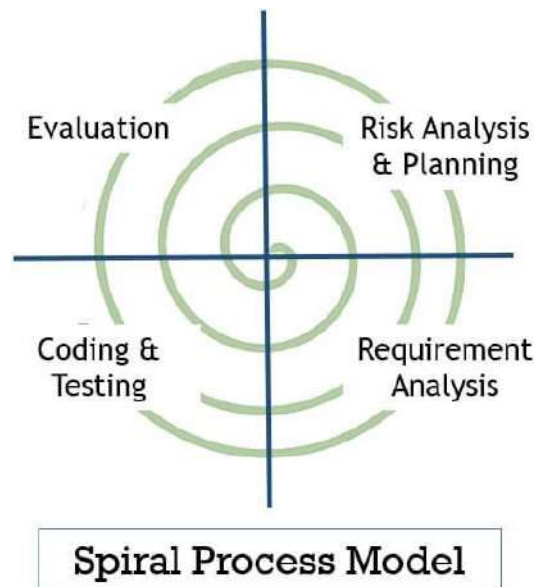 Evaluation
Risk Analysis
& Planning
Coding &
Testing
Requirement
Analysis
Spiral Process Model